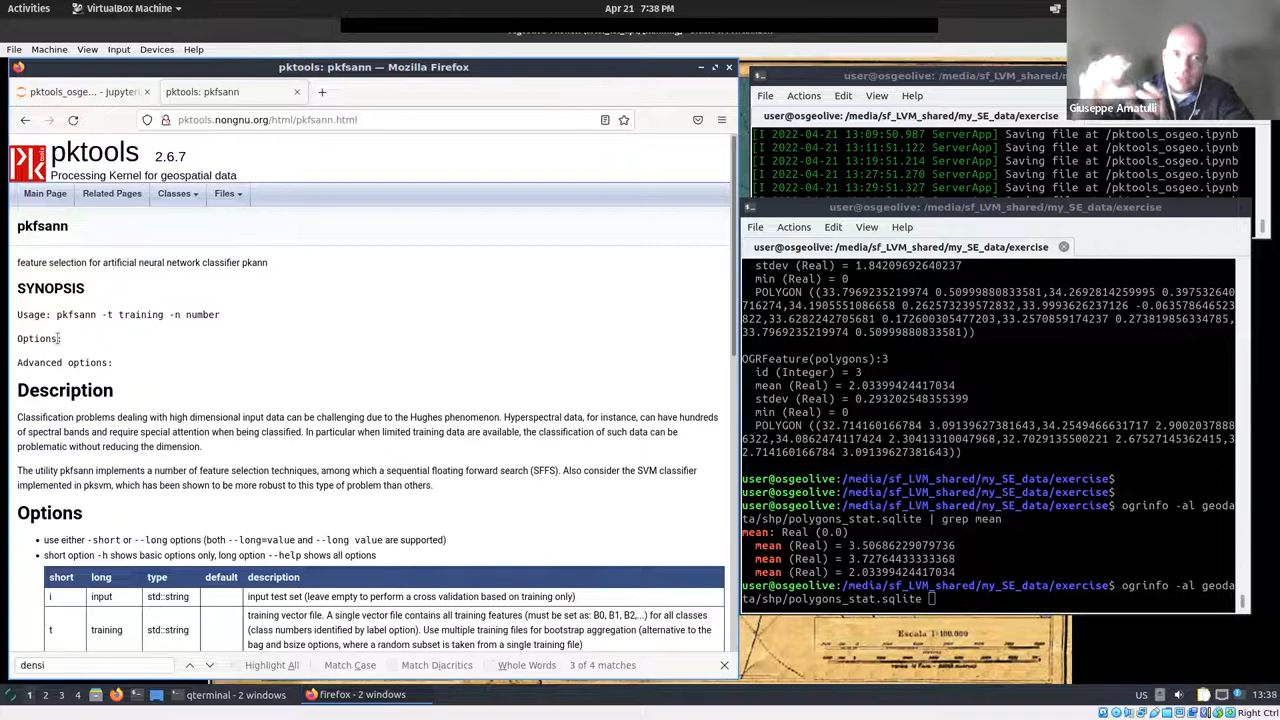 Activities
VirtualBox Machine
Apr 21 7:38 PM
File Machine View Input Devices Help
pktools: pkfsann — Mozilla Firefox
pktools_osge... - Jupyter
pktools: pkfsann
pktools.nongnu.org/html/pkfsann.html
pktools 2.6.7
Processing Kernel for geospatial data
Main Page Related Pages Classes Files
pkfsann
feature selection for artificial neural network classifier pkann
SYNOPSIS
Usage: pkfsann -t training -n number
Options:
Advanced options:
Description
Classification problems dealing with high dimensional input data can be challenging due to the Hughes phenomenon. Hyperspectral data, for instance, can have hundreds
of spectral bands and require special attention when being classified. In particular when limited training data are available, the classification of such data can be
problematic without reducing the dimension.
The utility pkfsann implements a number of feature selection techniques, among which a sequential floating forward search (SFFS). Also consider the SVM classifier
implemented in pksvm, which has been shown to be more robust to this type of problem than others.
Options
use either -short or --long options (both --long=value and --long value are supported)
short option -h shows basic options only, long option --help shows all options
short long type default description
i input std::string input test set (leave empty to perform a cross validation based on training only)
t training std::string training vector file. A single vector file contains all training features (must be set as: B0, B1, B2,...) for all classes
(class numbers identified by label option). Use multiple training files for bootstrap aggregation (alternative to the
bag and bsize options, where a random subset is taken from a single training file)
densi
Highlight All Match Case Match Diacritics Whole Words 3 of 4 matches
user@osgeolive: /media/sf_LVM_shared/my_SE_data/exercise
File Actions Edit View Help
user@osgeolive: /media/sf_LVM_shared/my_SE_data/exercise
[I 2022-04-21 13:09:50.987 ServerApp] Saving file at /pktools_osgeo.ipynb
[I 2022-04-21 13:11:51.122 ServerApp] Saving file at /pktools_osgeo.ipynb
[I 2022-04-21 13:19:51.214 ServerApp] Saving file at /pktools_osgeo.ipynb
[I 2022-04-21 13:27:51.270 ServerApp] Saving file at /pktools_osgeo.ipynb
[I 2022-04-21 13:29:51.327 ServerApp] Saving file at /pktools_osgeo.ipynb
Giuseppe Amatulli
user@osgeolive: /media/sf_LVM_shared/my_SE_data/exercise
File Actions Edit View Help
user@osgeolive: /media/sf_LVM_shared/my_SE_data/exercise
stdev (Real) = 1.84209692640237
min (Real) = 0
POLYGON ((33.7969235219974 0.50999880833581,34.2692814259995 0.397532640
716274,34.1905551086658 0.262573329572832,33.9993626237116 -0.063578646523
822,33.6282242705681 0.172600305477203,33.2570859174237 0.273819266334785,
33.7969235219974 0.50999880833581))
OGRFeature(polygons):3
id (Integer) = 3
mean (Real) = 2.03399424417034
stdev (Real) = 0.293202548355399
min (Real) = 0
POLYGON ((32.714160166784 3.09139627381643,34.2549466631717 2.9002037888
6322,34.0862474117424 2.30413310047968,32.7029135500221 2.67527145362415,3
2.714160166784 3.09139627381643))
user@osgeolive:/media/sf_LVM_shared/my_SE_data/exercise$
user@osgeolive:/media/sf_LVM_shared/my_SE_data/exercise$
user@osgeolive:/media/sf_LVM_shared/my_SE_data/exercise$ ogrinfo -al geoda
ta/shp/polygons_stat.sqlite | grep mean
mean: Real (0.0)
mean (Real) = 3.50686229079736
mean (Real) = 3.72764433333368
mean (Real) = 2.03399424417034
user@osgeolive:/media/sf_LVM_shared/my_SE_data/exercise$ ogrinfo -al geoda
ta/shp/polygons_stat.sqlite
Escala 1:100.000
1 2 3 4
qterminal - 2 windows
firefox - 2 windows
US
13:38
Right Ctrl